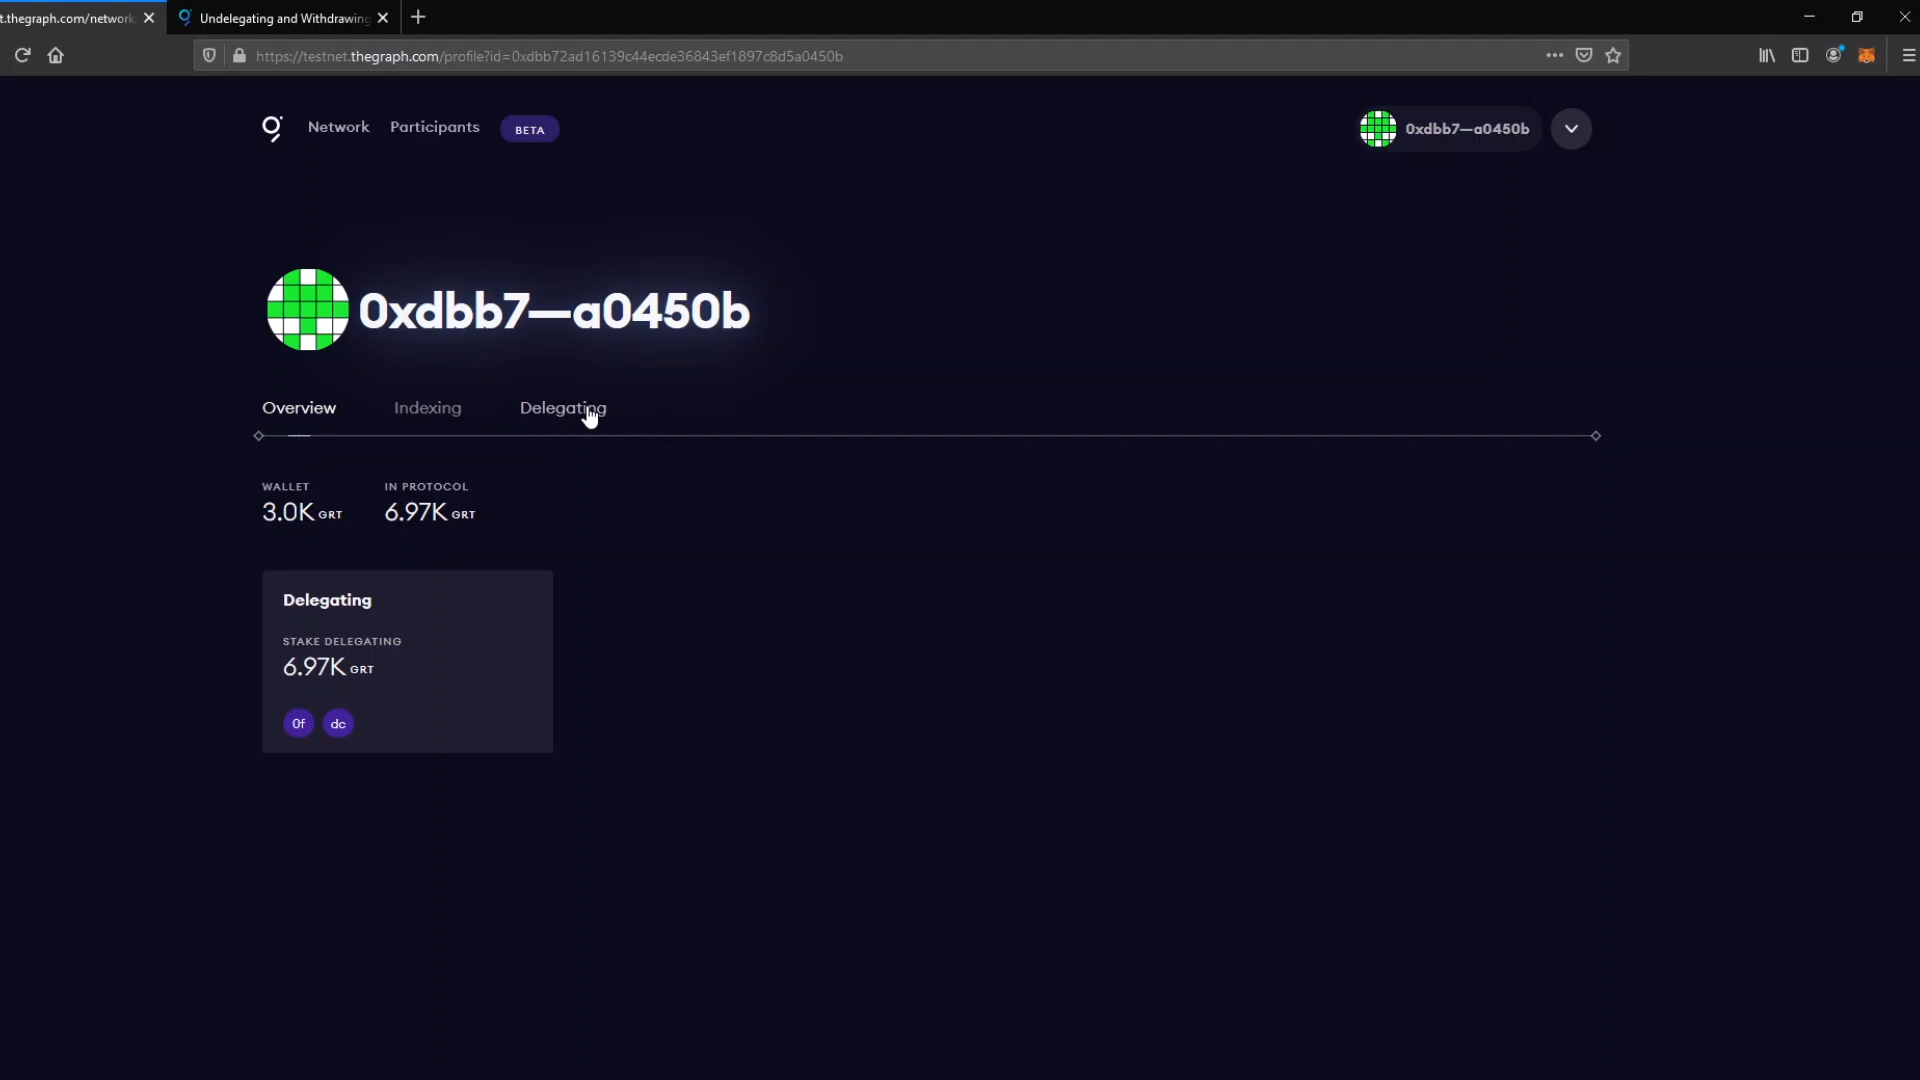 t.thegraph.com/network
Undelegating and Withdrawing
https://testnet.thegraph.com/profile?id=0xdbb72ad16139c44ecde36843ef1897c8d5a0450b
Network Participants BETA
0xdbb7—a0450b
0xdbb7—a0450b
Overview Indexing Delegating
WALLET IN PROTOCOL
3.0K GRT 6.97K GRT
Delegating
STAKE DELEGATING
6.97K GRT
0f dc